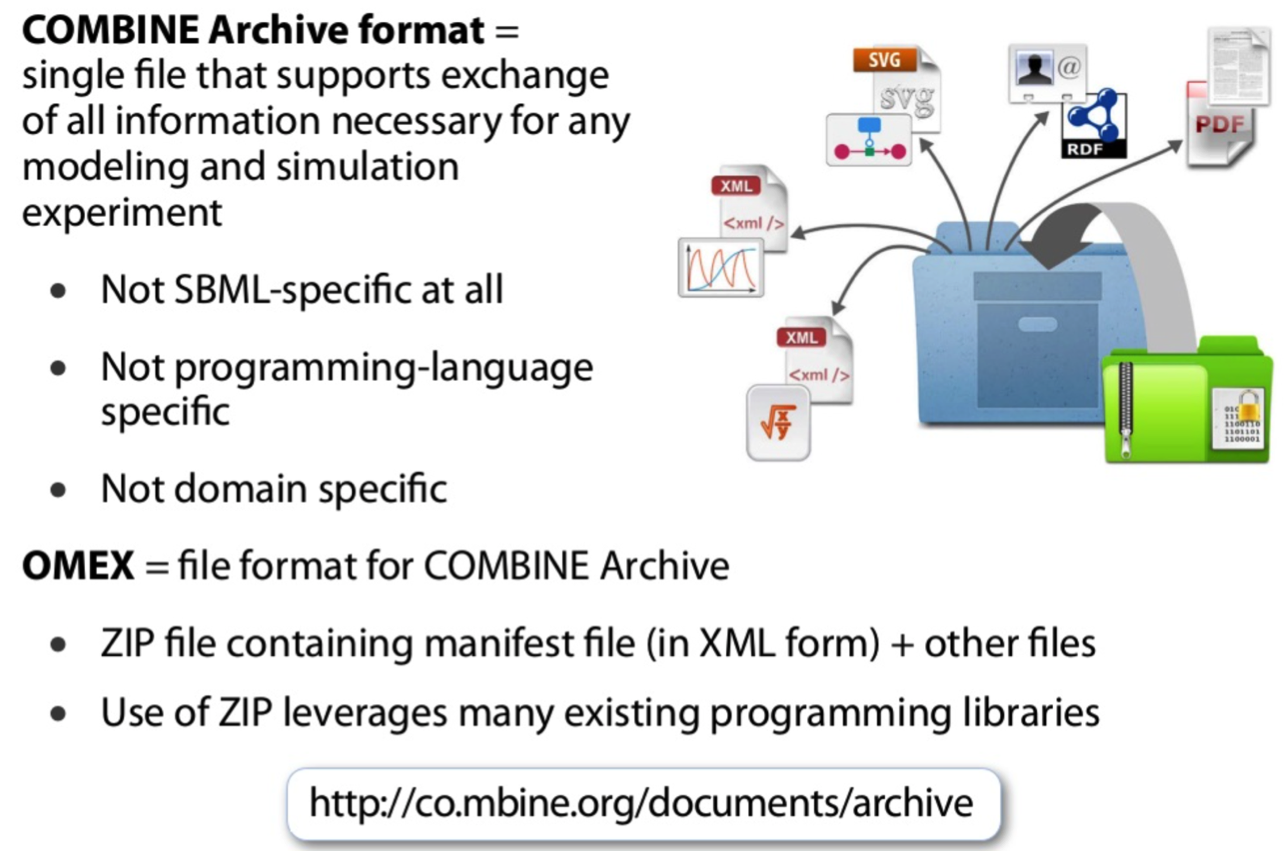 COMBINE Archive format =
single file that supports exchange
of all information necessary for any
modeling and simulation
experiment
• Not SBML-specific at all
• Not programming-language
specific
• Not domain specific
SVG
svg
@
RDF
PDF
XML
<xml />
XML
<xml />
x
y
1100110
1101101
1100001
OMEX = file format for COMBINE Archive
• ZIP file containing manifest file (in XML form) + other files
• Use of ZIP leverages many existing programming libraries
http://co.mbine.org/documents/archive